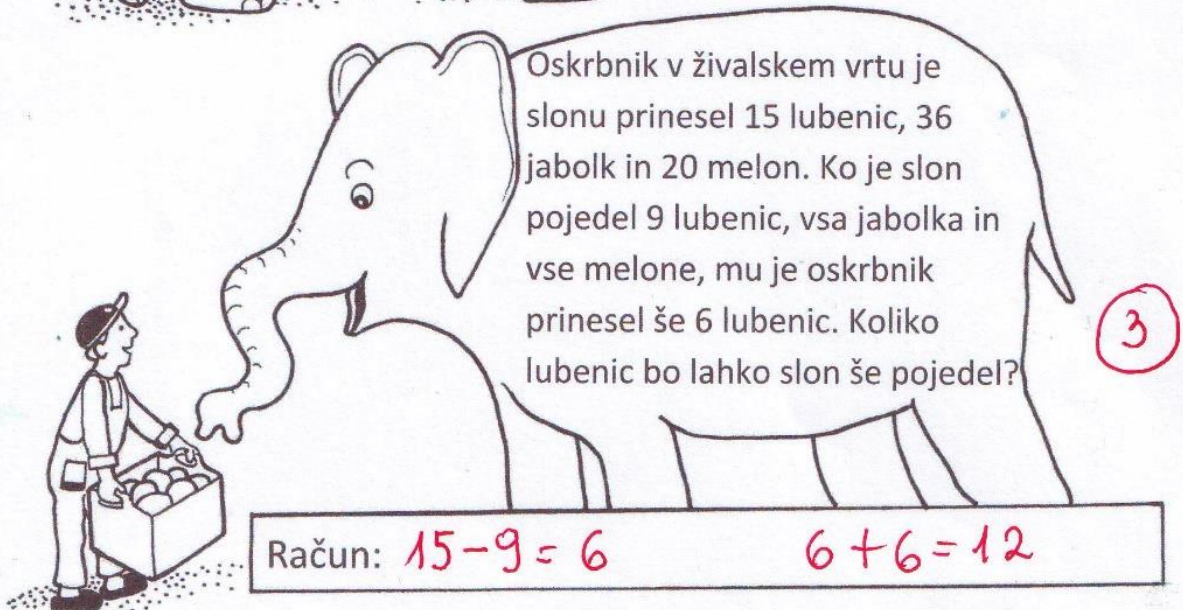 Oskrbnik v živalskem vrtu je
slonu prinesel 15 lubenic, 36
jabolk in 20 melon. Ko je slon
pojedel 9 lubenic, vsa jabolka in
vse melone, mu je oskrbnik
prinesel še 6 lubenic. Koliko
lubenic bo lahko slon še pojedel?
3
Račun: 15-9=6 6+6=12